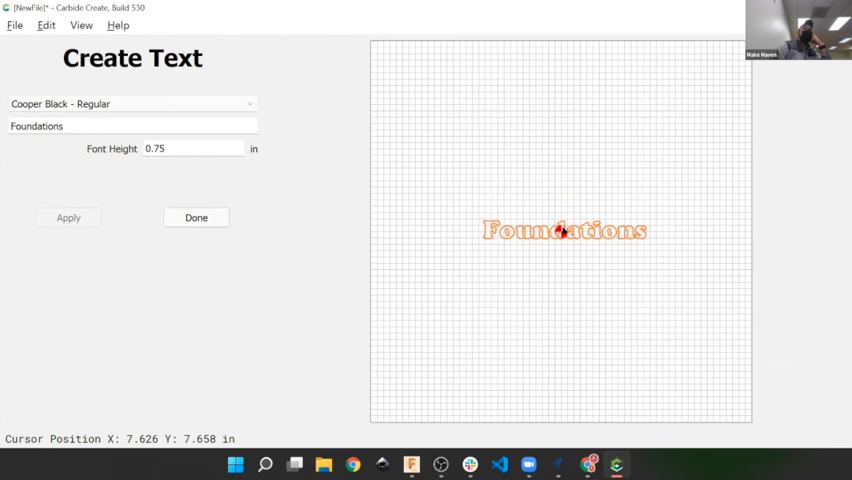 [NewFile]* - Carbide Create, Build 530
File Edit View Help
Create Text
Cooper Black - Regular
Foundations
Font Height 0.75 in
Apply Done
Foundations
Cursor Position X: 7.626 Y: 7.658 in
Make Haven